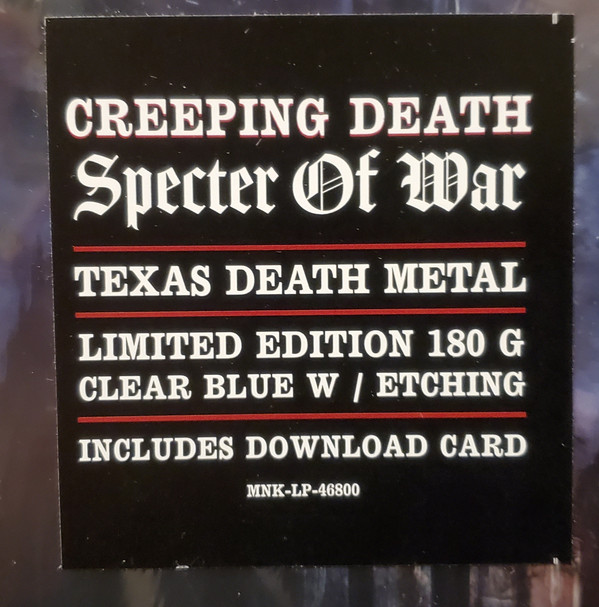 CREEPING DEATH
Specter Of War
TEXAS DEATH METAL
LIMITED EDITION 180 G
CLEAR BLUE W / ETCHING
INCLUDES DOWNLOAD CARD
MNK-LP-46800